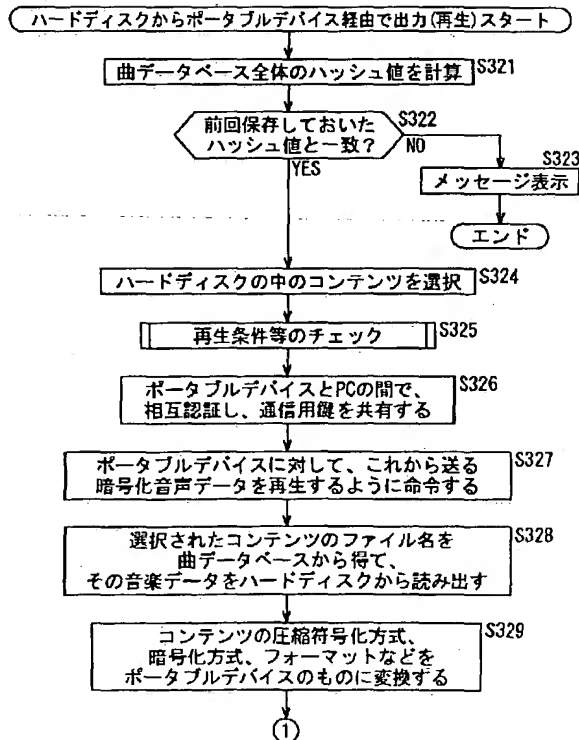 ハードディスクからポータブルデバイス経由で出力(再生)スタート
曲データベース全体のハッシュ値を計算
S321
前回保存しておいた
ハッシュ値と一致?
S322
NO
YES
S323
メッセージ表示
エンド
ハードディスクの中のコンテンツを選択
S324
再生条件等のチェック
S325
ポータブルデバイスとPCの間で、
相互認証し、通信用鍵を共有する
S326
ポータブルデバイスに対して、これから送る
暗号化音声データを再生するように命令する
S327
選択されたコンテンツのファイル名を
曲データベースから得て、
その音楽データをハードディスクから読み出す
S328
コンテンツの圧縮符号化方式、
暗号化方式、フォーマットなどを
ポータブルデバイスのものに変換する
S329
①